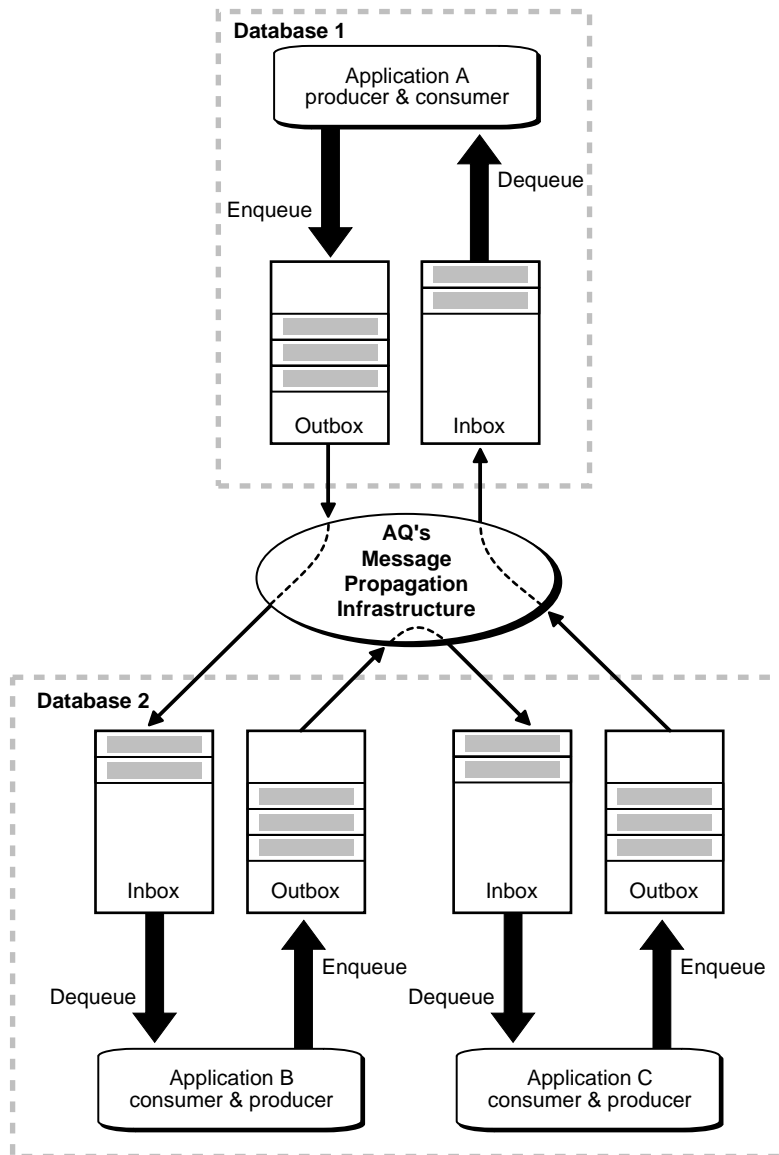 Database 1
Application A
producer & consumer
Dequeue
Enqueue
Outbox
Inbox
AQ's
Message
Propagation
Infrastructure
Database 2
Inbox
Outbox
Inbox
Outbox
Enqueue
Enqueue
Dequeue
Dequeue
Application B
consumer & producer
Application C
consumer & producer